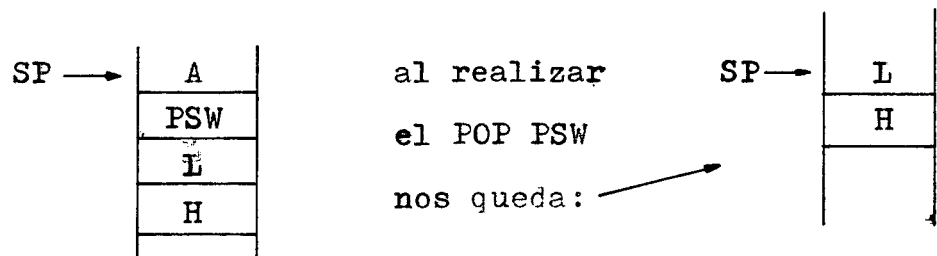 SP
A
PSW
L
H
al realizar
el POP PSW
nos queda:
SP
L
H